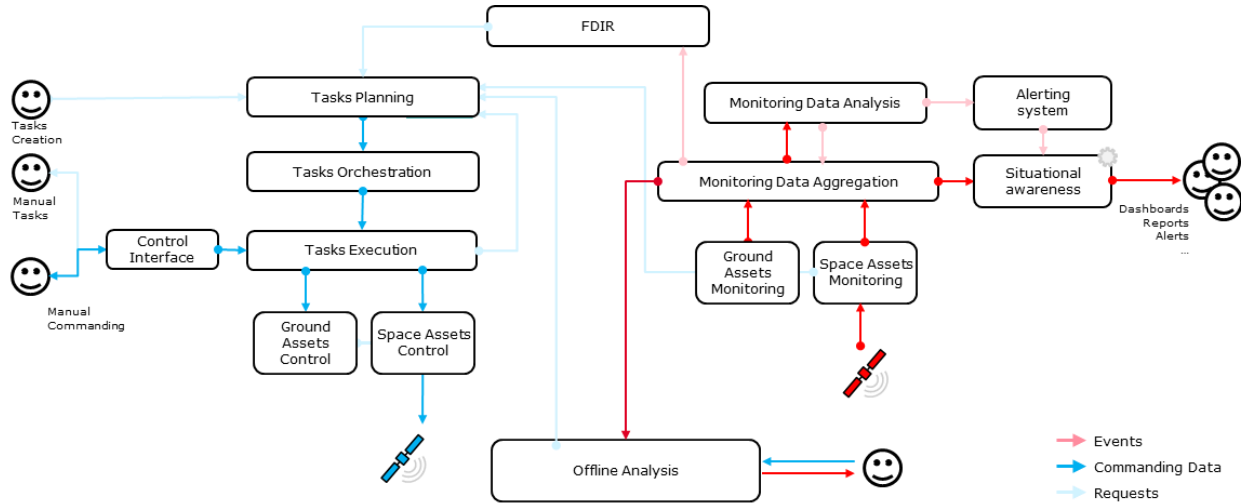 FDIR
Tasks Planning
Monitoring Data Analysis
Alerting
system
Tasks
Creation
Tasks Orchestration
Monitoring Data Aggregation
Situational
awareness
Manual
Tasks
Dashboards
Reports
Alerts
...
Control
Interface
Tasks Execution
Ground
Assets
Monitoring
Space Assets
Monitoring
Manual
Commanding
Ground
Assets
Control
Space Assets
Control
Offline Analysis
Events
Commanding Data
Requests